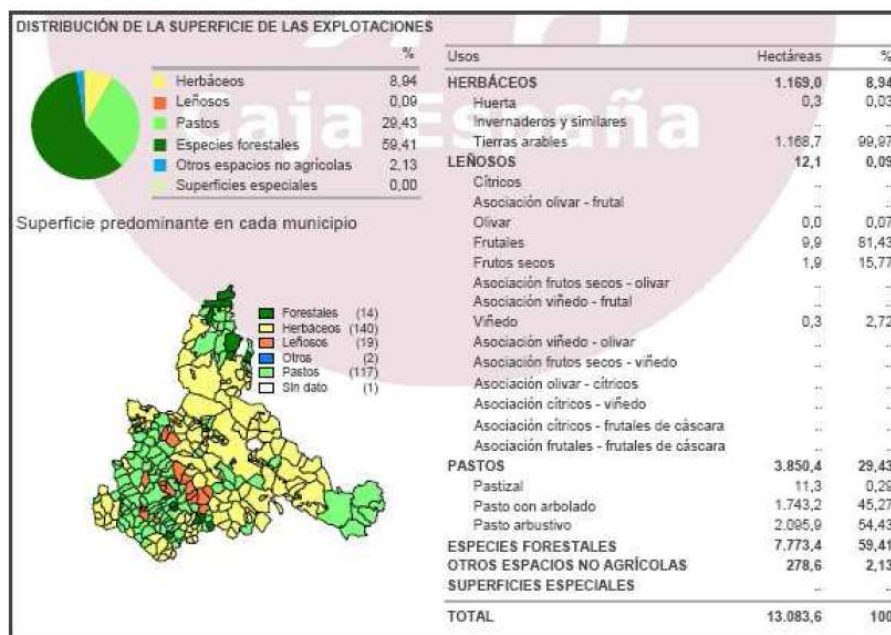 DISTRIBUCIÓN DE LA SUPERFICIE DE LAS EXPLOTACIONES
%
Herbáceos 8,94
Leñosos 0,09
Pastos 29,43
Especies forestales 59,41
Otros espacios no agrícolas 2,13
Superficies especiales 0,00
Superficie predominante en cada municipio
Forestales (14)
Herbáceos (140)
Leñosos (19)
Otros (2)
Pastos (117)
Sin dato (1)
Caja España
Usos Hectáreas %
HERBÁCEOS 1.169,0 8,94
Huerta 0,3 0,03
Invernaderos y similares .. ..
Tierras arables 1.168,7 99,97
LEÑOSOS 12,1 0,09
Cítricos .. ..
Asociación olivar - frutal .. ..
Olivar 0,0 0,07
Frutales 9,9 81,43
Frutos secos 1,9 15,77
Asociación frutos secos - olivar .. ..
Asociación viñedo - frutal .. ..
Viñedo 0,3 2,72
Asociación viñedo - olivar .. ..
Asociación frutos secos - viñedo .. ..
Asociación olivar - cítricos .. ..
Asociación cítricos - viñedo .. ..
Asociación cítricos - frutales de cáscara .. ..
Asociación frutales - frutales de cáscara .. ..
PASTOS 3.850,4 29,43
Pastizal 11,3 0,29
Pasto con arbolado 1.743,2 45,27
Pasto arbustivo 2.095,9 54,43
ESPECIES FORESTALES 7.773,4 59,41
OTROS ESPACIOS NO AGRÍCOLAS 278,6 2,13
SUPERFICIES ESPECIALES .. ..
TOTAL 13.083,6 100